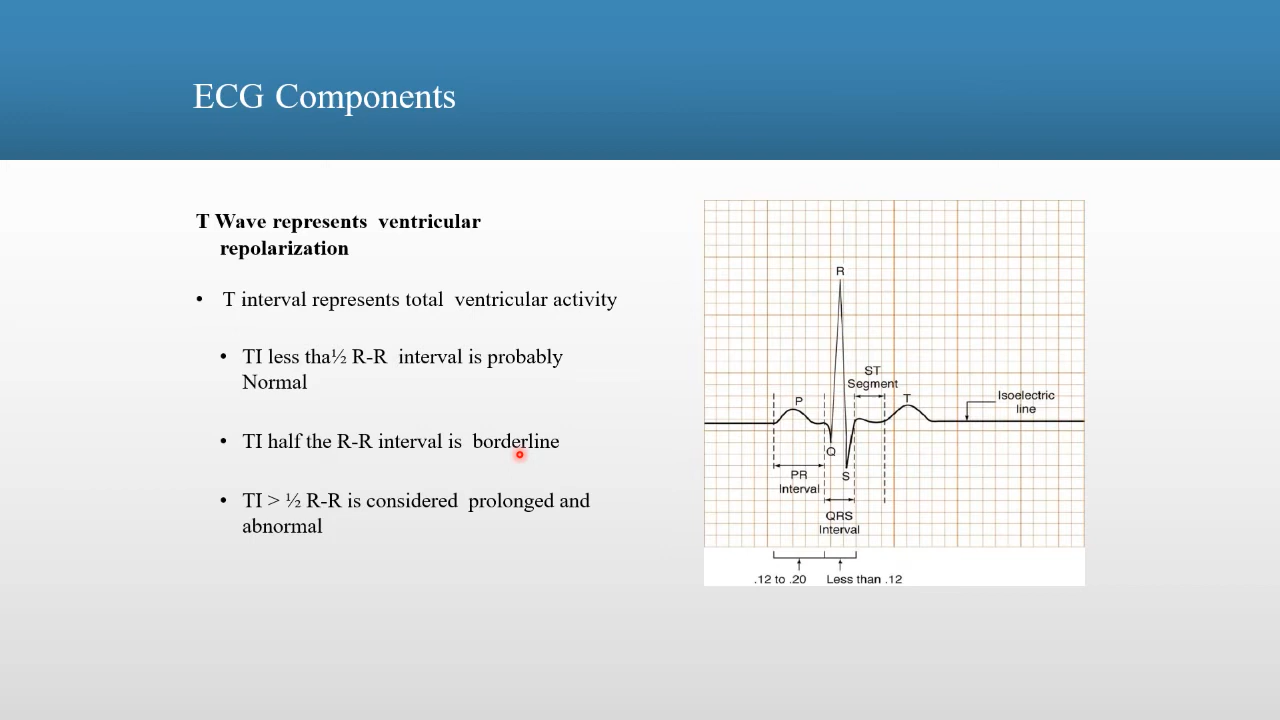 ECG Components
T Wave represents ventricular
repolarization
• T interval represents total ventricular activity
• TI less tha½ R-R interval is probably
Normal
• TI half the R-R interval is borderline
• TI > ½ R-R is considered prolonged and
abnormal
R
ST
Segment
P
T
Isoelectric
line
Q
S
PR
Interval
QRS
Interval
.12 to .20
Less than .12